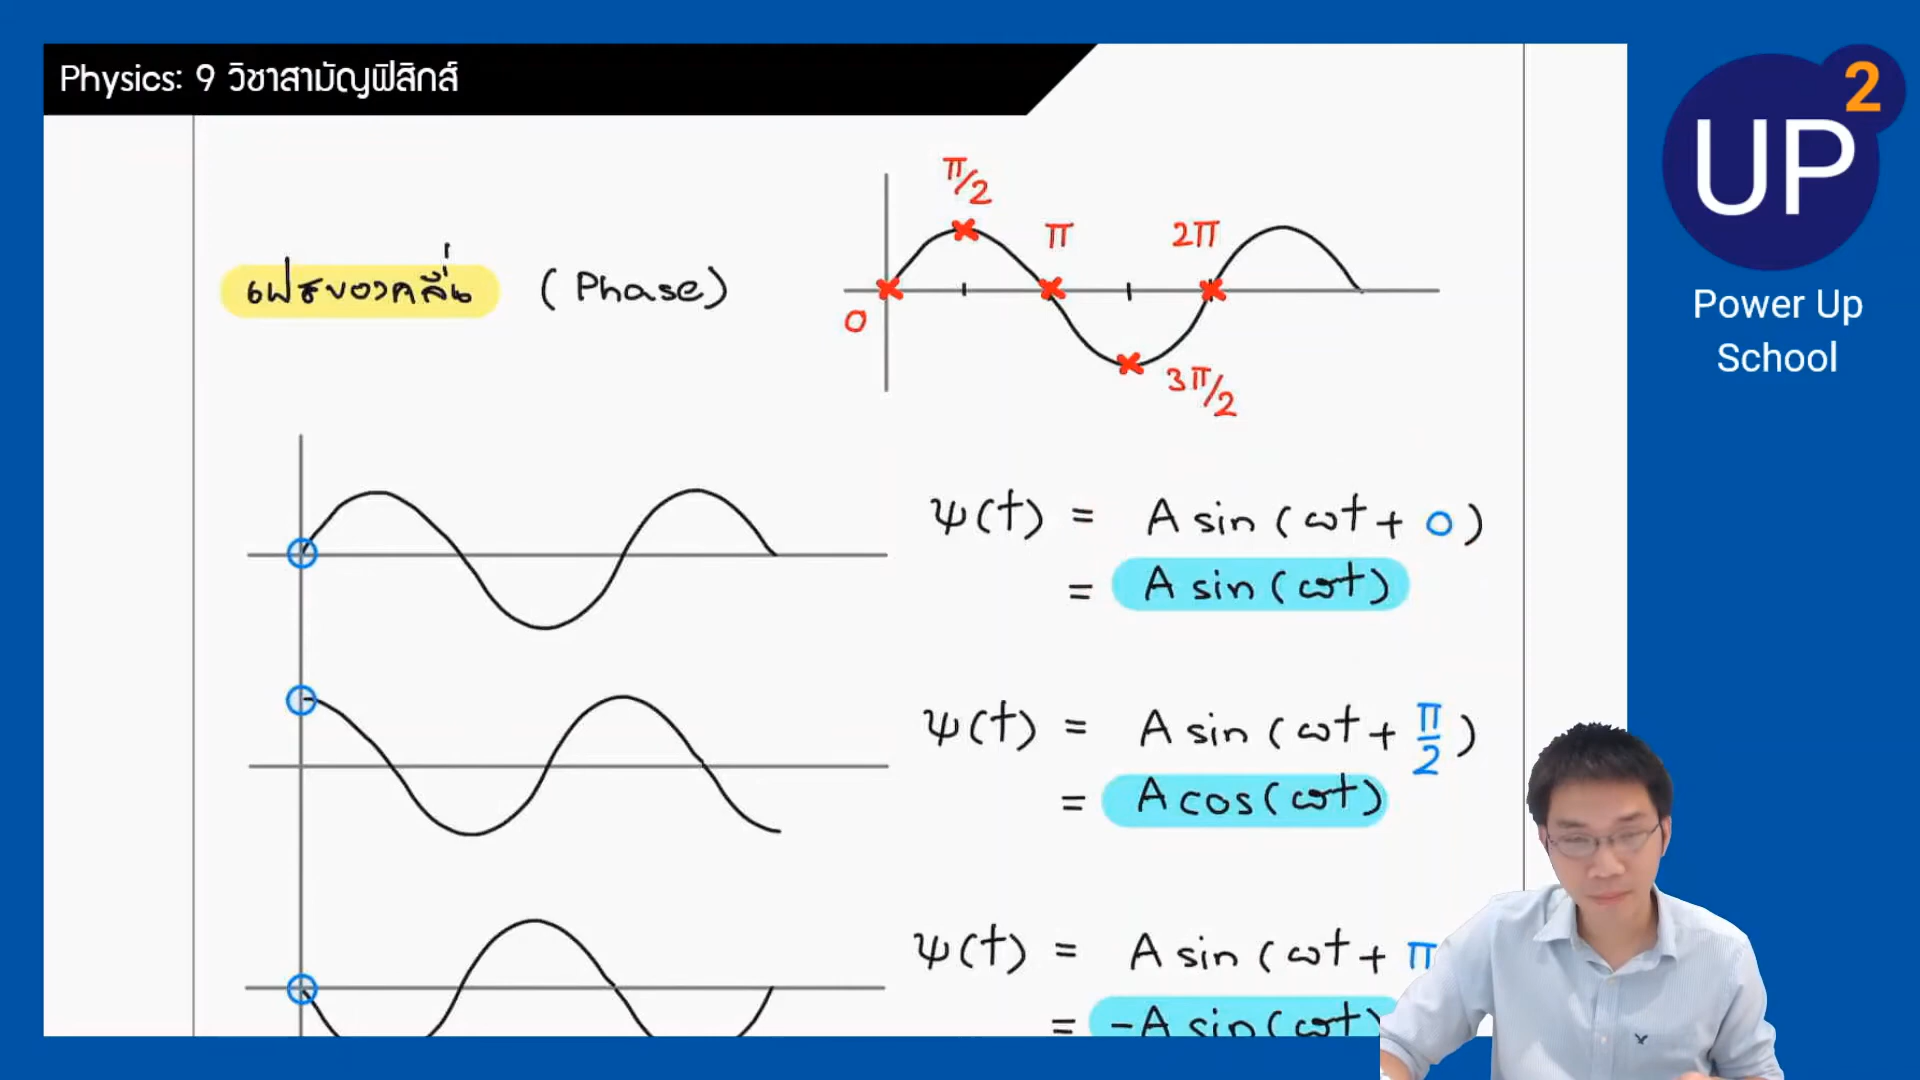 Physics: 9 วิชาสามัญฟิสิกส์
UP
2
Power Up
School
เฟสของคลื่น (Phase)
π/2
π
2π
0
3π/2
ψ(t) = A sin(ωt + 0)
= A sin(ωt)
ψ(t) = A sin(ωt + π/2)
= A cos(ωt)
ψ(t) = A sin(ωt + π
= -A sin(ωt)